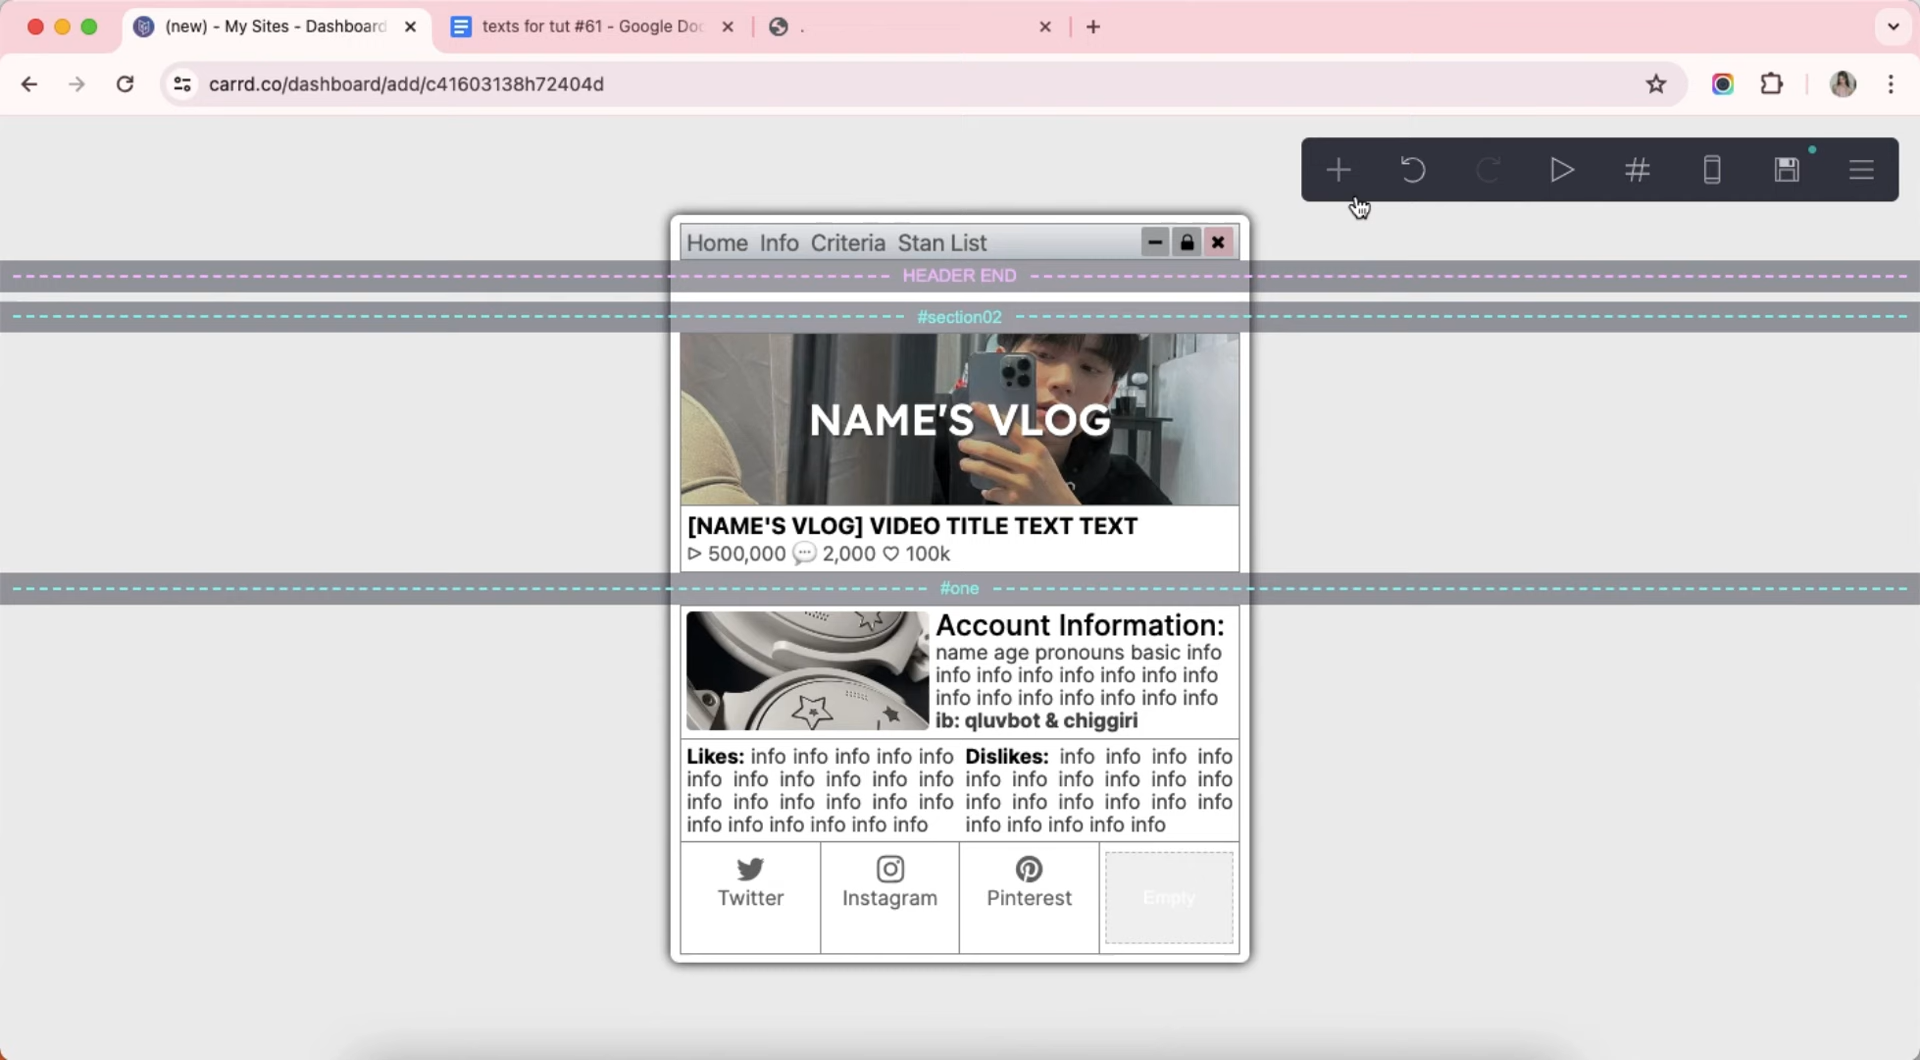 (new) - My Sites - Dashboard
texts for tut #61 - Google Doc
.
carrd.co/dashboard/add/c41603138h72404d
Home Info Criteria Stan List
HEADER END
#section02
NAME'S VLOG
[NAME'S VLOG] VIDEO TITLE TEXT TEXT
▷ 500,000 💬 2,000 ♡ 100k
#one
Account Information:
name age pronouns basic info
info info info info info info info
info info info info info info info
ib: qluvbot & chiggiri
Likes: info info info info info
info info info info info info
info info info info info info
info info info info info info
Dislikes: info info info info
info info info info info info
info info info info info info
info info info info info
Twitter
Instagram
Pinterest
Empty